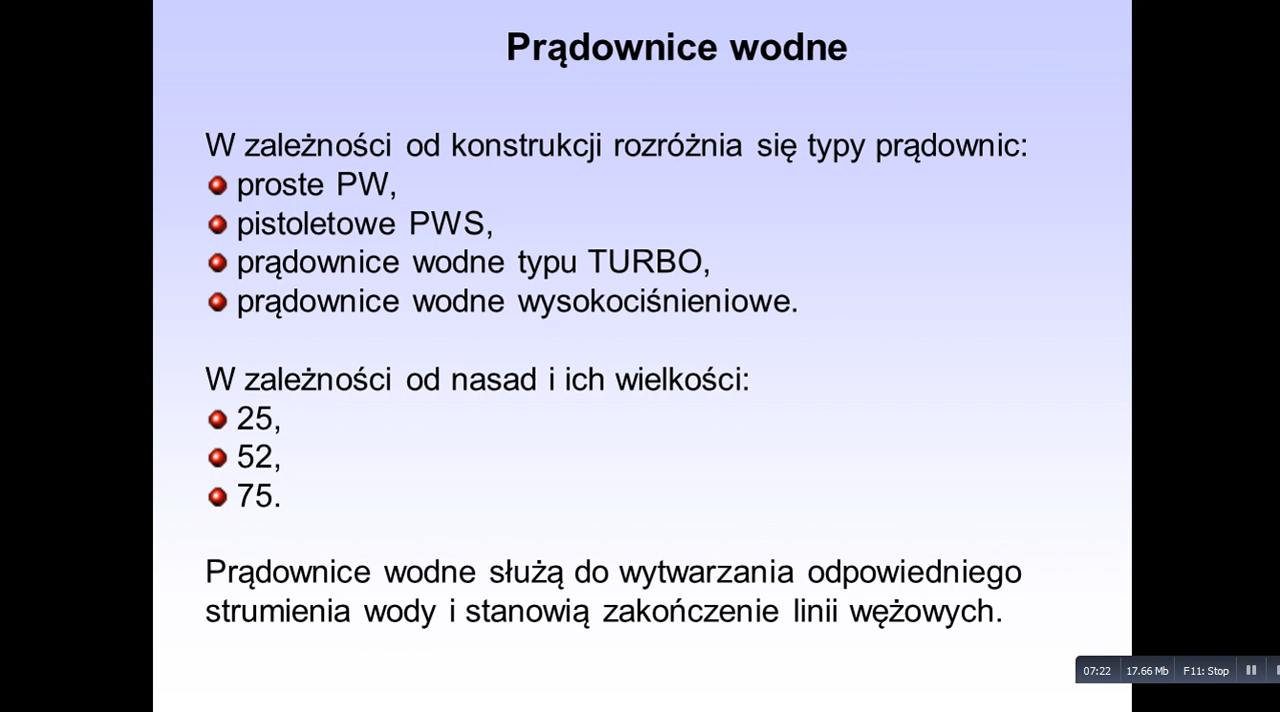 Prądownice wodne
W zależności od konstrukcji rozróżnia się typy prądownic:
proste PW,
pistoletowe PWS,
prądownice wodne typu TURBO,
prądownice wodne wysokociśnieniowe.
W zależności od nasad i ich wielkości:
25,
52,
75.
Prądownice wodne służą do wytwarzania odpowiedniego
strumienia wody i stanowią zakończenie linii wężowych.
07:22 17.66 Mb F11: Stop